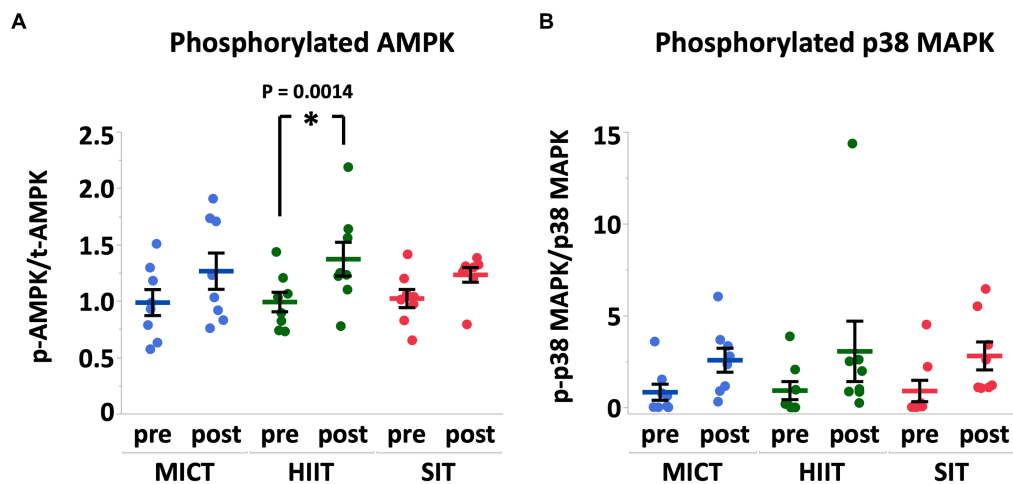 A
Phosphorylated AMPK
P = 0.0014
*
p-AMPK/t-AMPK
2.5
2.0
1.5
1.0
0.5
0
pre post pre post pre post
MICT HIIT SIT
B
Phosphorylated p38 MAPK
p-p38 MAPK/p38 MAPK
15
10
5
0
pre post pre post pre post
MICT HIIT SIT